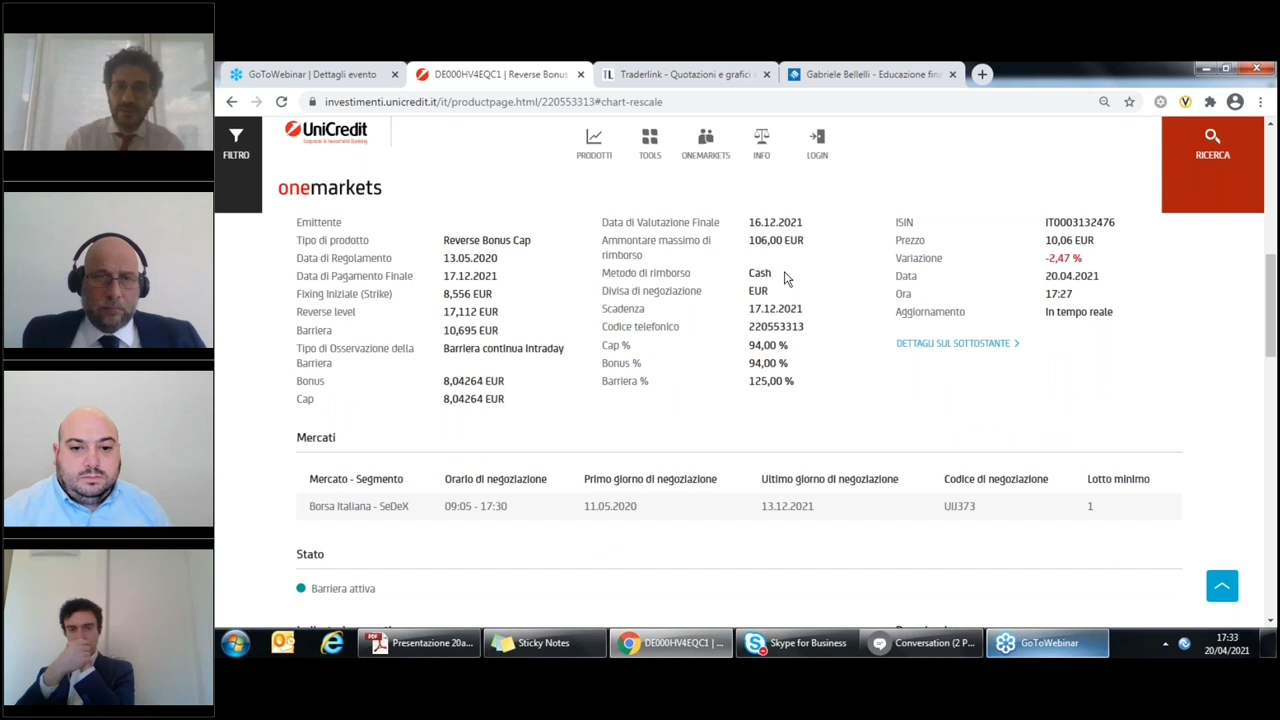 GoToWebinar | Dettagli evento
DE000HV4EQC1 | Reverse Bonus
TL Traderlink - Quotazioni e grafici
Gabriele Bellelli - Educazione fin
investimenti.unicredit.it/it/productpage.html/220553313#chart-rescale
FILTRO
UniCredit
Corporate & Investment Banking
PRODOTTI
TOOLS
ONEMARKETS
INFO
LOGIN
RICERCA
onemarkets
Emittente
Tipo di prodotto Reverse Bonus Cap
Data di Regolamento 13.05.2020
Data di Pagamento Finale 17.12.2021
Fixing Iniziale (Strike) 8,556 EUR
Reverse level 17,112 EUR
Barriera 10,695 EUR
Tipo di Osservazione della Barriera continua Intraday
Barriera
Bonus 8,04264 EUR
Cap 8,04264 EUR
Data di Valutazione Finale 16.12.2021
Ammontare massimo di 106,00 EUR
rimborso
Metodo di rimborso Cash
Divisa di negoziazione EUR
Scadenza 17.12.2021
Codice telefonico 220553313
Cap % 94,00 %
Bonus % 94,00 %
Barriera % 125,00 %
ISIN IT0003132476
Prezzo 10,06 EUR
Variazione -2,47 %
Data 20.04.2021
Ora 17:27
Aggiornamento In tempo reale
DETTAGLI SUL SOTTOSTANTE
Mercati
Mercato - Segmento Orario di negoziazione Primo giorno di negoziazione Ultimo giorno di negoziazione Codice di negoziazione Lotto minimo
Borsa Italiana - SeDeX 09:05 - 17:30 11.05.2020 13.12.2021 UIJ373 1
Stato
Barriera attiva
Presentazione 20a...
Sticky Notes
DE000HV4EQC1 | ...
Skype for Business
Conversation (2 P...
GoToWebinar
17:33
20/04/2021